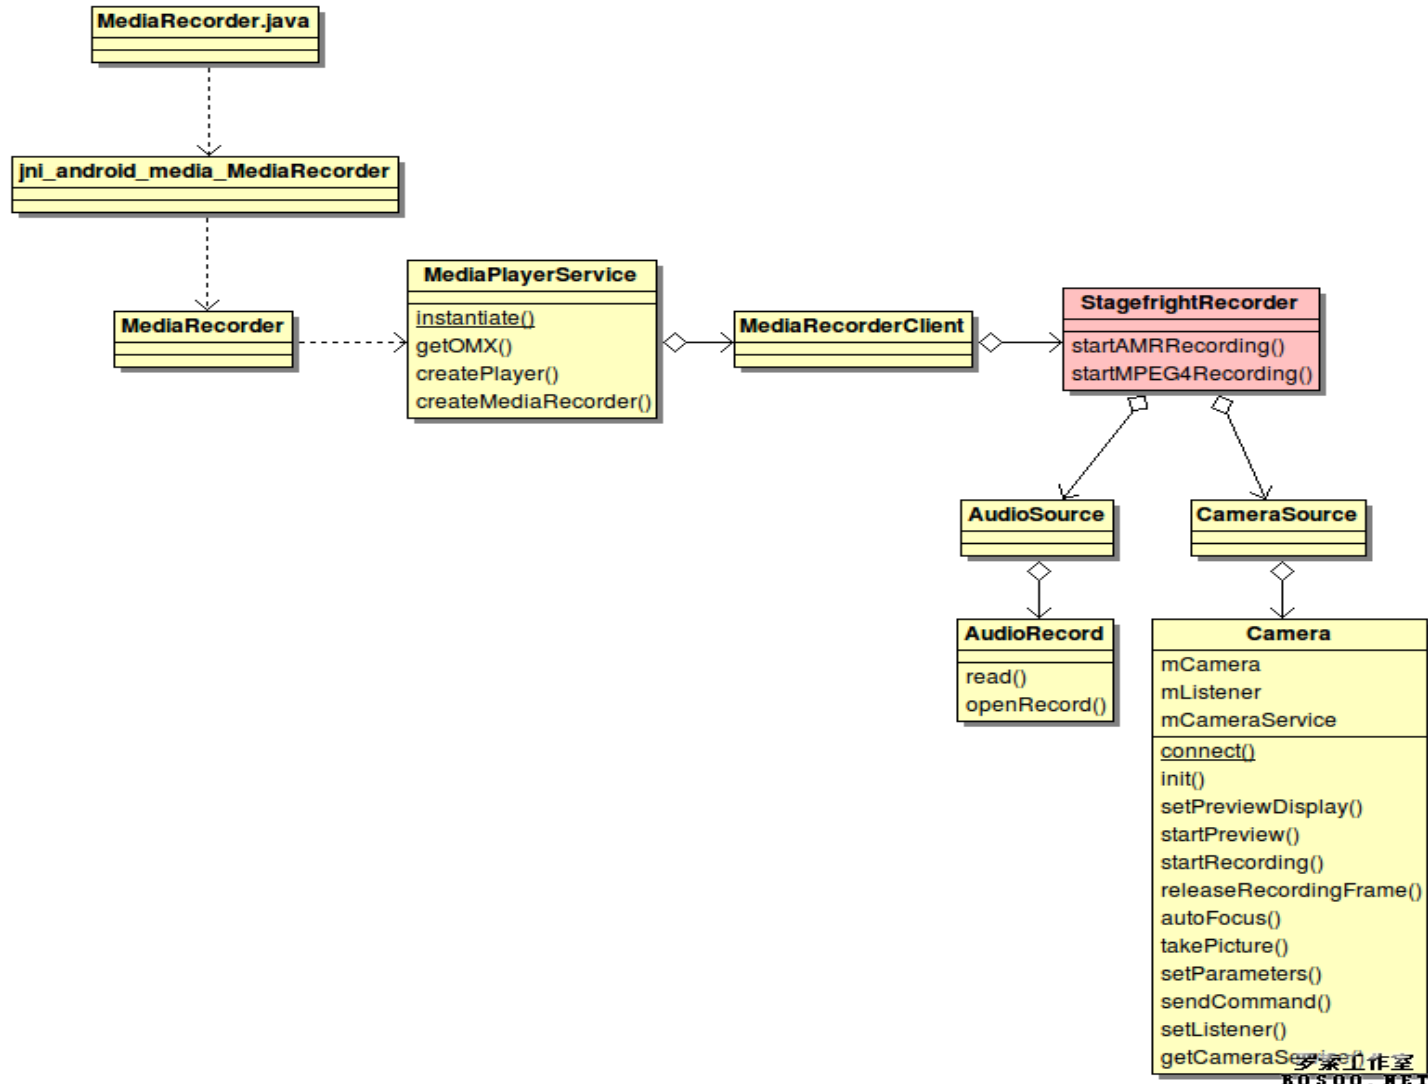 MediaRecorder.java
jni_android_media_MediaRecorder
MediaRecorder
MediaPlayerService
instantiate()
getOMX()
createPlayer()
createMediaRecorder()
MediaRecorderClient
StagefrightRecorder
startAMRRecording()
startMPEG4Recording()
AudioSource
CameraSource
AudioRecord
read()
openRecord()
Camera
mCamera
mListener
mCameraService
connect()
init()
setPreviewDisplay()
startPreview()
startRecording()
releaseRecordingFrame()
autoFocus()
takePicture()
setParameters()
sendCommand()
setListener()
罗索工作室
ROSOO.NET